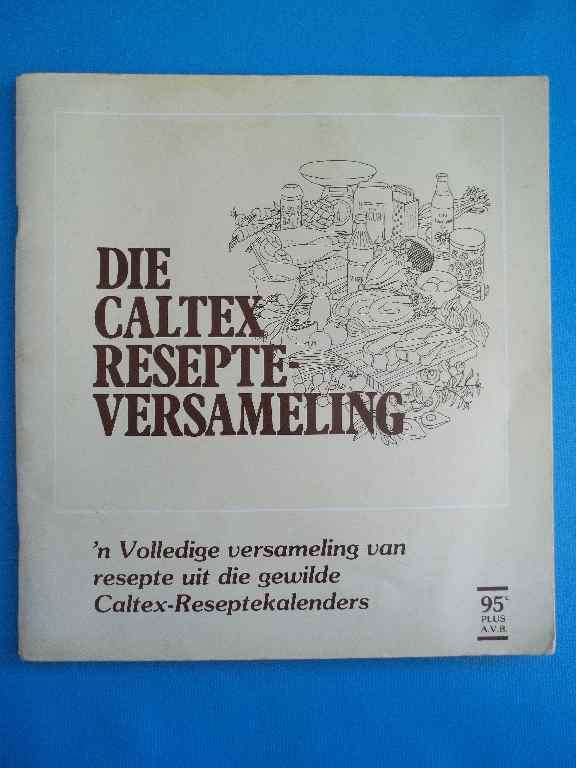 DIE
CALTEX
RESEPTE-
VERSAMELING
'n Volledige versameling van
resepte uit die gewilde
Caltex-Reseptekalenders
95c
PLUS
A.V.B.